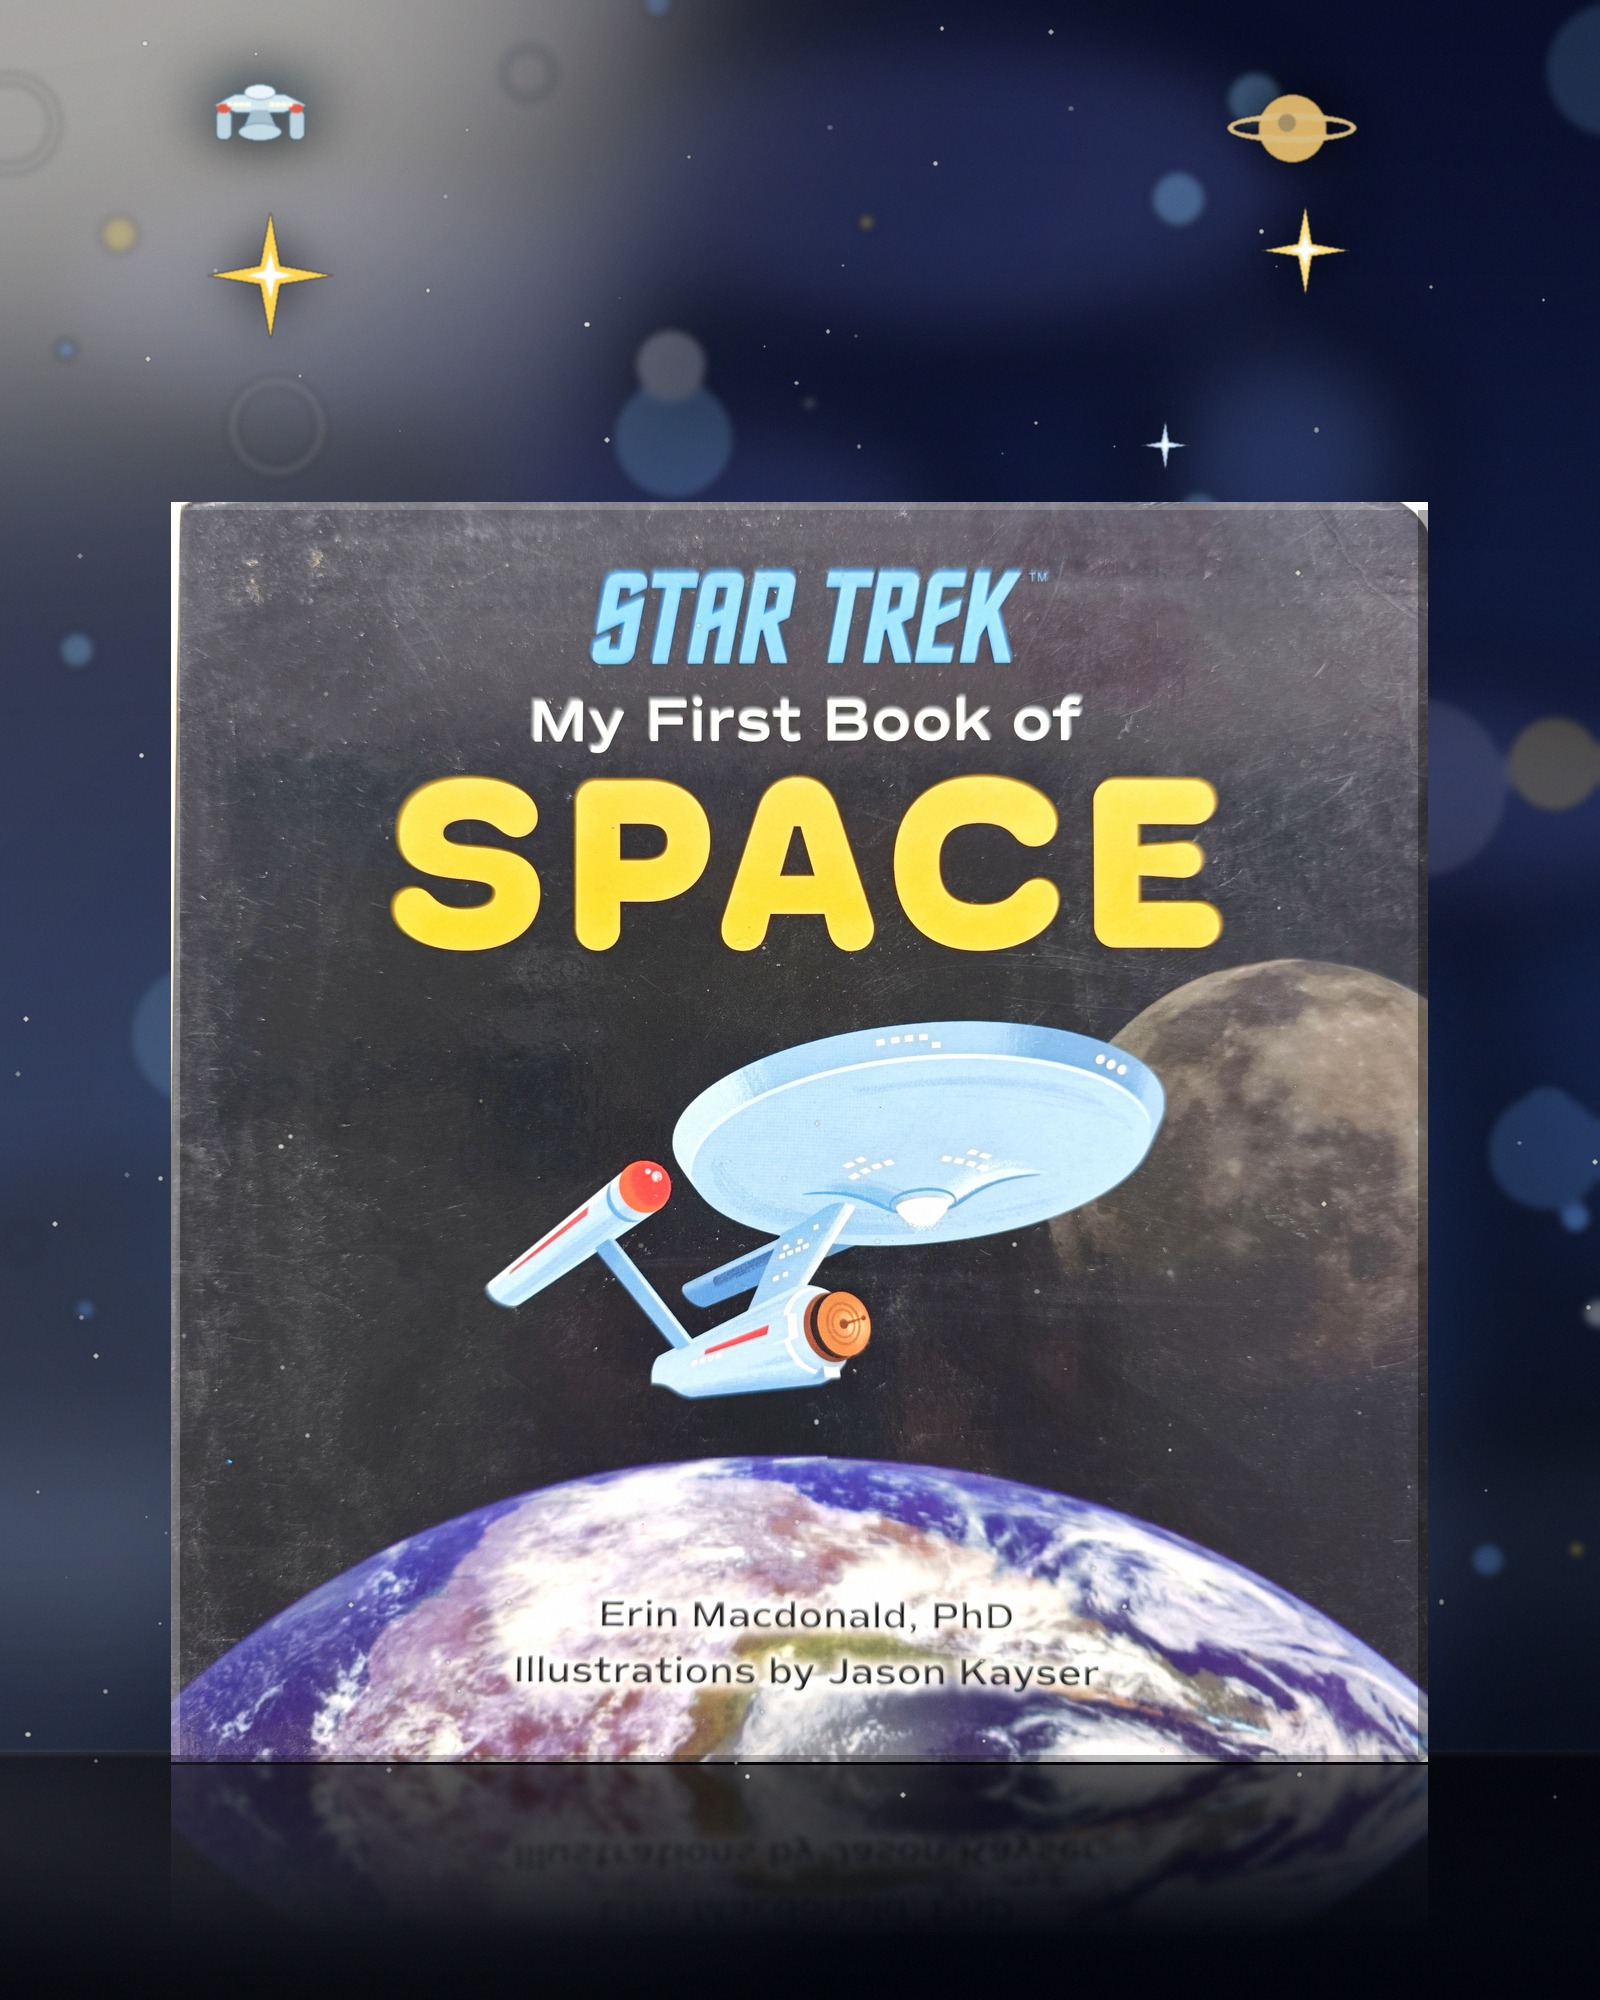 STAR TREK™
My First Book of
SPACE
Erin Macdonald, PhD
Illustrations by Jason Kayser